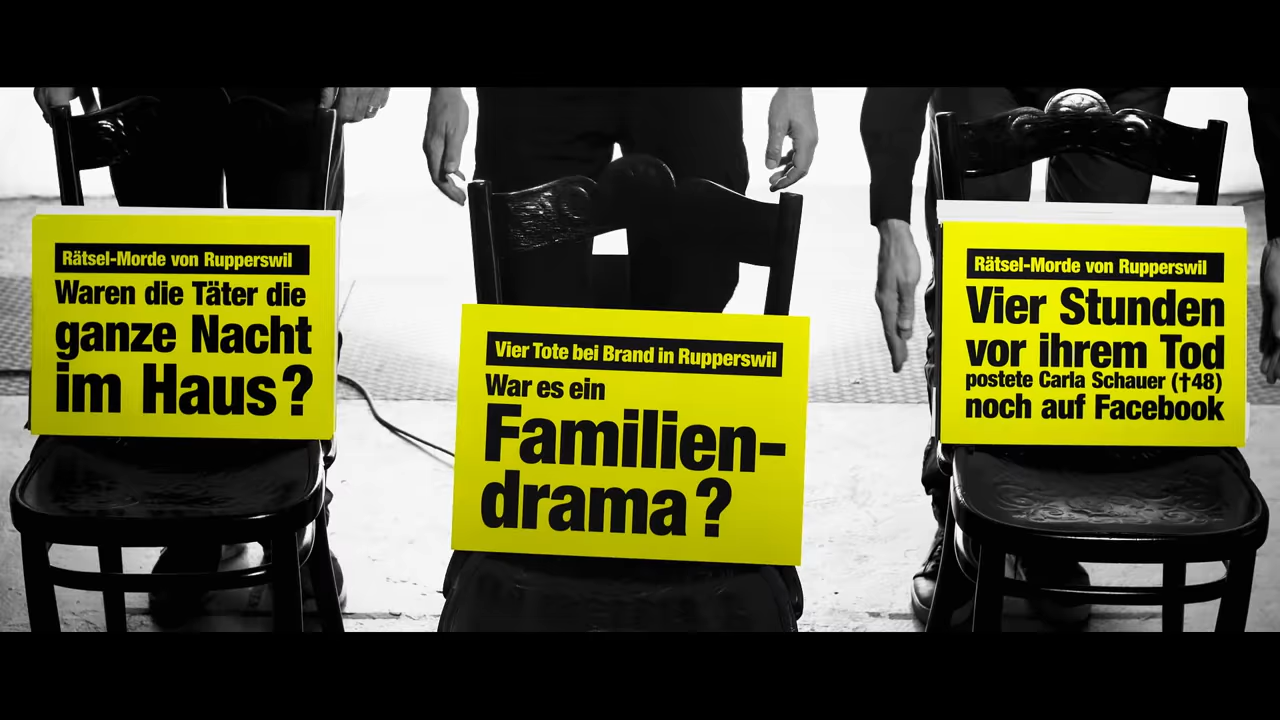 Rätsel-Morde von Rupperswil
Waren die Täter die
ganze Nacht
im Haus?
Vier Tote bei Brand in Rupperswil
War es ein
Familien-
drama?
Rätsel-Morde von Rupperswil
Vier Stunden
vor ihrem Tod
postete Carla Schauer (†48)
noch auf Facebook